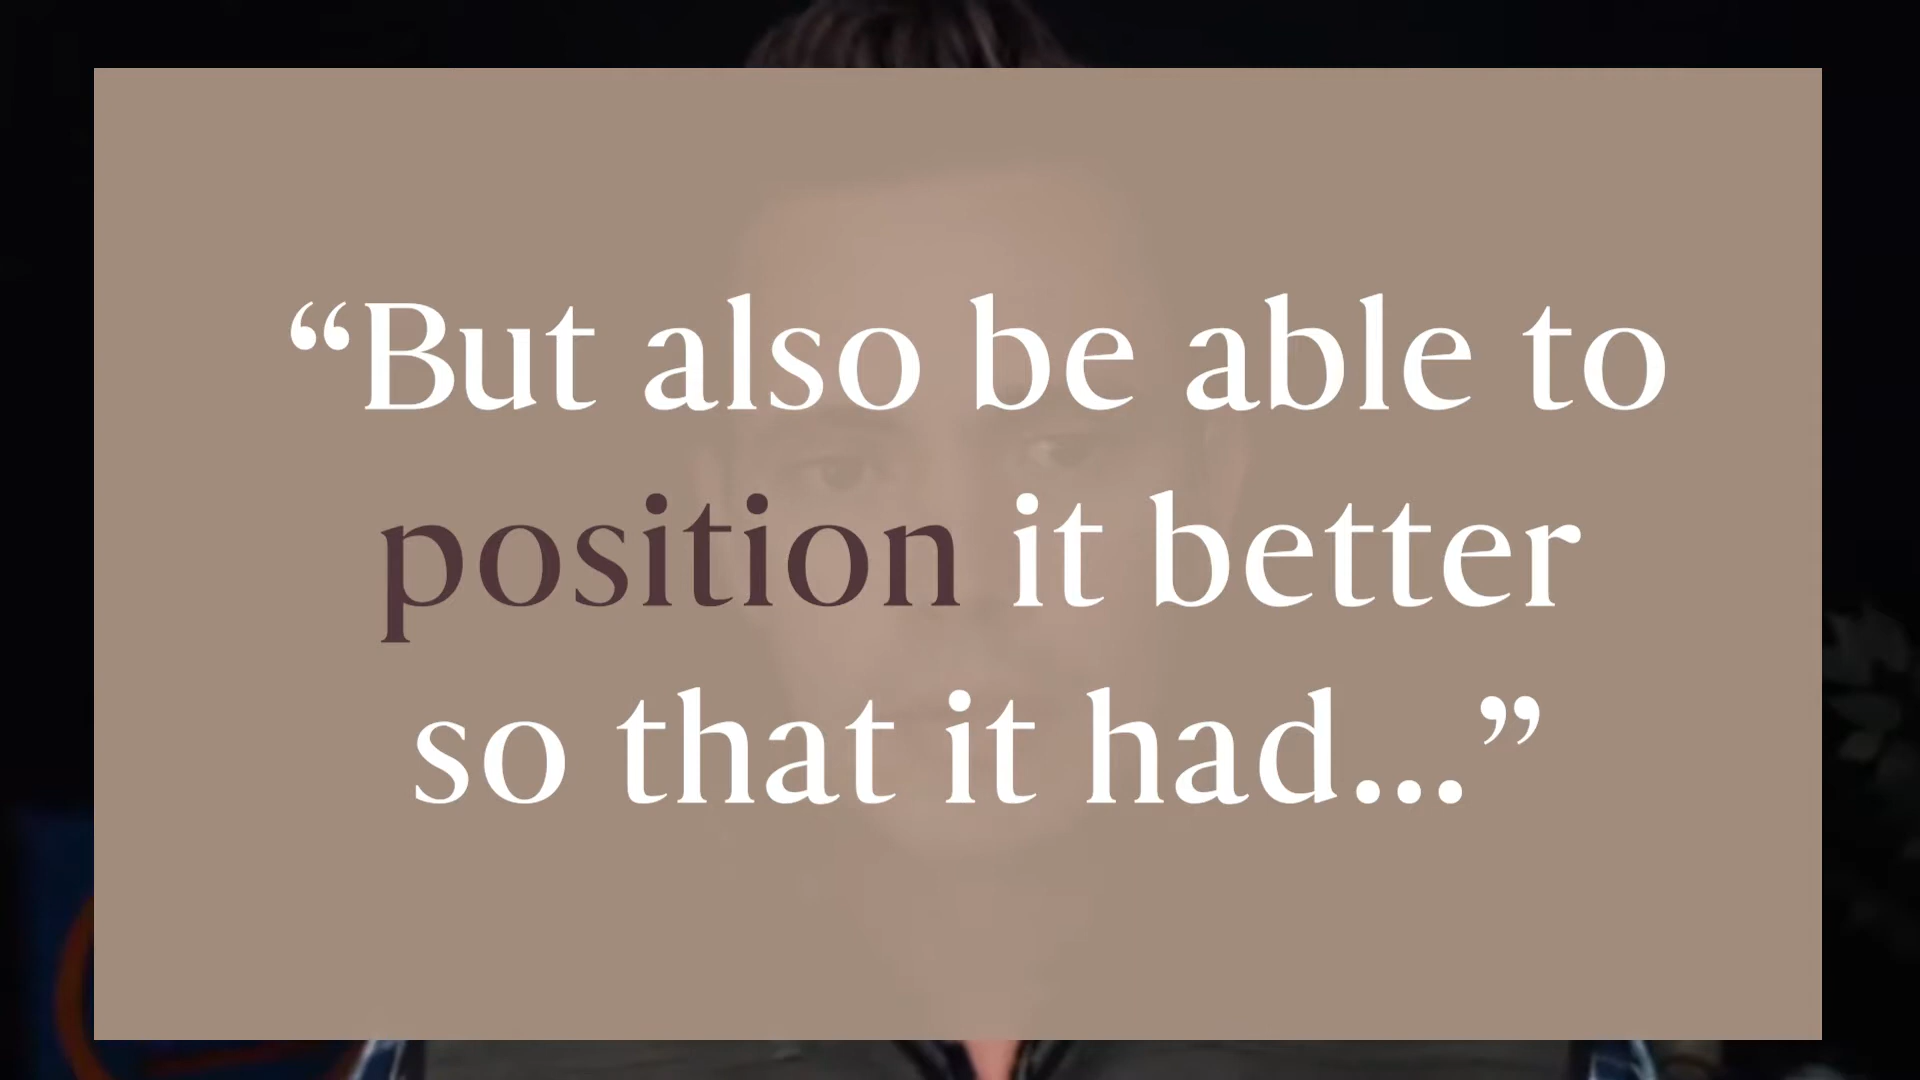 “But also be able to
position it better
so that it had...”